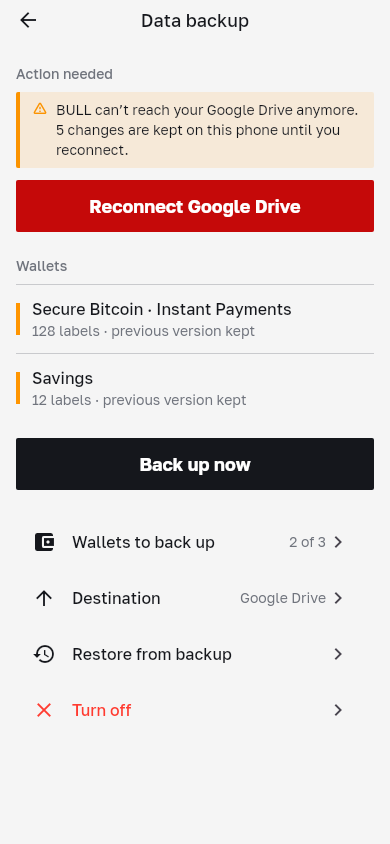 Data backup
Action needed
BULL can’t reach your Google Drive anymore.
5 changes are kept on this phone until you
reconnect.
Reconnect Google Drive
Wallets
Secure Bitcoin · Instant Payments
128 labels · previous version kept
Savings
12 labels · previous version kept
Back up now
Wallets to back up 2 of 3
Destination Google Drive
Restore from backup
Turn off